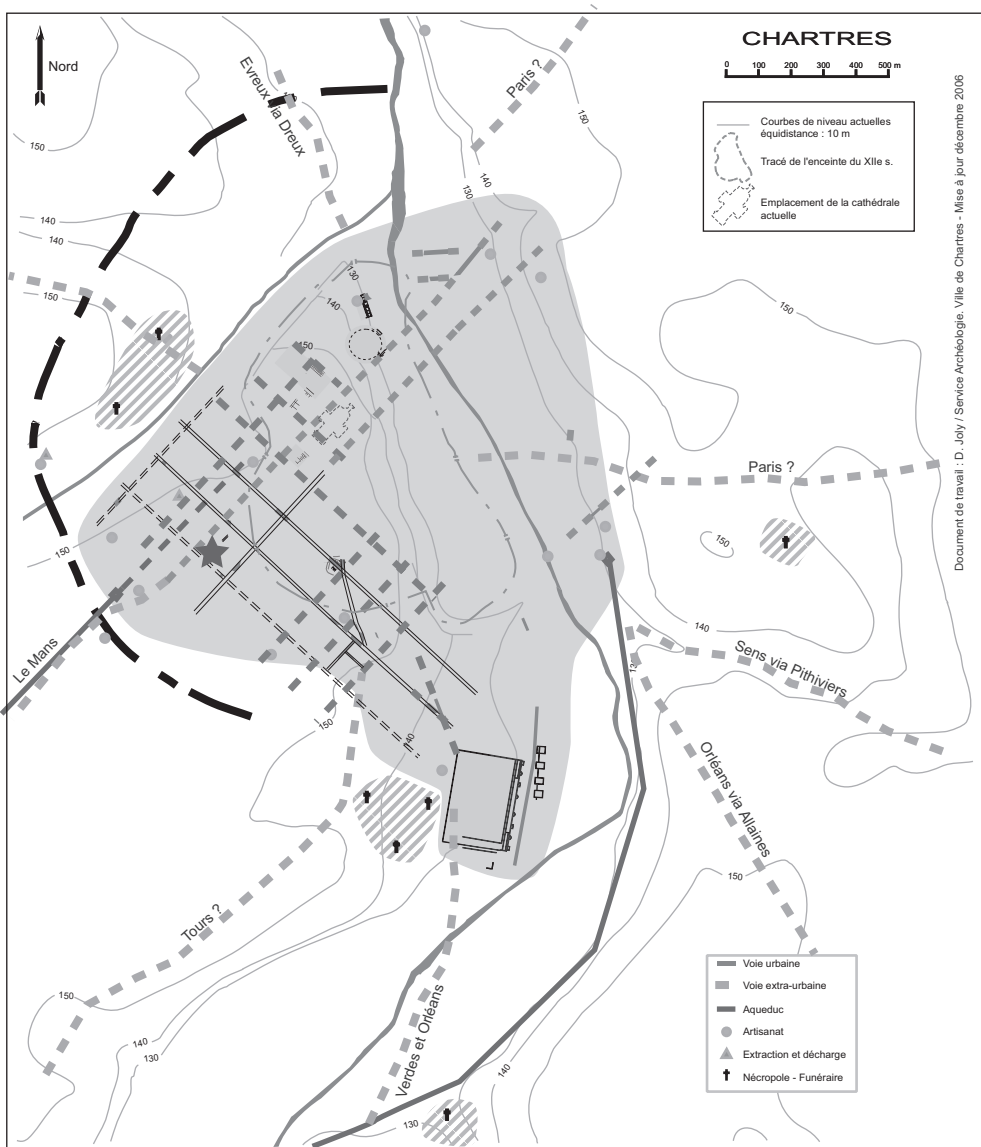 CHARTRES
0 100 200 300 400 500 m
Nord
Courbes de niveau actuelles
équidistance : 10 m
Tracé de l'enceinte du XIIe s.
Emplacement de la cathédrale
actuelle
Document de travail : D. Joly / Service Archéologie. Ville de Chartres - Mise à jour décembre 2006
Evreux via Dreux
Paris ?
150
150
140
130
140
140
150
130
140
150
150
Paris ?
150
150
140
Le Mans
Sens via Pithiviers
13
150
140
Orléans via Allaines
150
Tours ?
150
140
130
Verdes et Orléans
140
130
Voie urbaine
Voie extra-urbaine
Aqueduc
Artisanat
Extraction et décharge
Nécropole - Funéraire